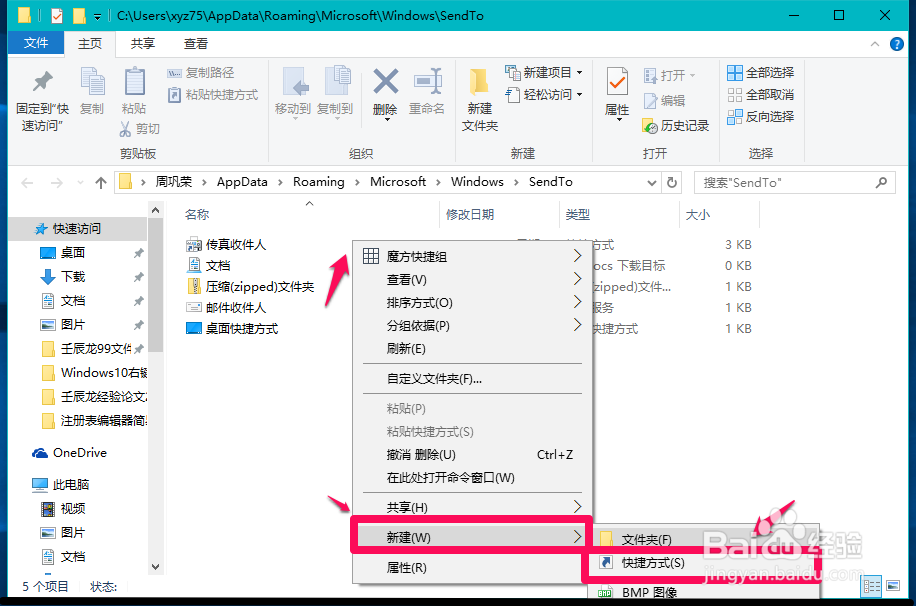 C:\Users\xyz75\AppData\Roaming\Microsoft\Windows\SendTo
文件 主页 共享 查看
固定到"快速访问"
复制
粘贴
复制路径
粘贴快捷方式
剪切
剪贴板
移动到 复制到
删除 重命名
组织
新建文件夹
新建项目
轻松访问
新建
属性
打开
编辑
历史记录
打开
全部选择
全部取消
反向选择
选择
周巩荣 > AppData > Roaming > Microsoft > Windows > SendTo
搜索"SendTo"
快速访问
桌面
下载
文档
图片
壬辰龙99文件
Windows10右键
壬辰龙经验论文
注册表编辑器简
OneDrive
此电脑
视频
图片
文档
名称 修改日期 类型 大小
传真收件人 方式 3 KB
文档 ocs 下载目标 0 KB
压缩(zipped)文件夹 zipped)文件... 1 KB
邮件收件人 服务 1 KB
桌面快捷方式 快捷方式 1 KB
魔方快捷组
查看(V)
排序方式(O)
分组依据(P)
刷新(E)
自定义文件夹(F)...
粘贴(P)
粘贴快捷方式(S)
撤消 删除(U) Ctrl+Z
在此处打开命令窗口(W)
共享(H)
新建(W)
属性(R)
文件夹(F)
快捷方式(S)
BMP 图像
5 个项目 状态:
Baidu 经验
jingyan.baidu.com